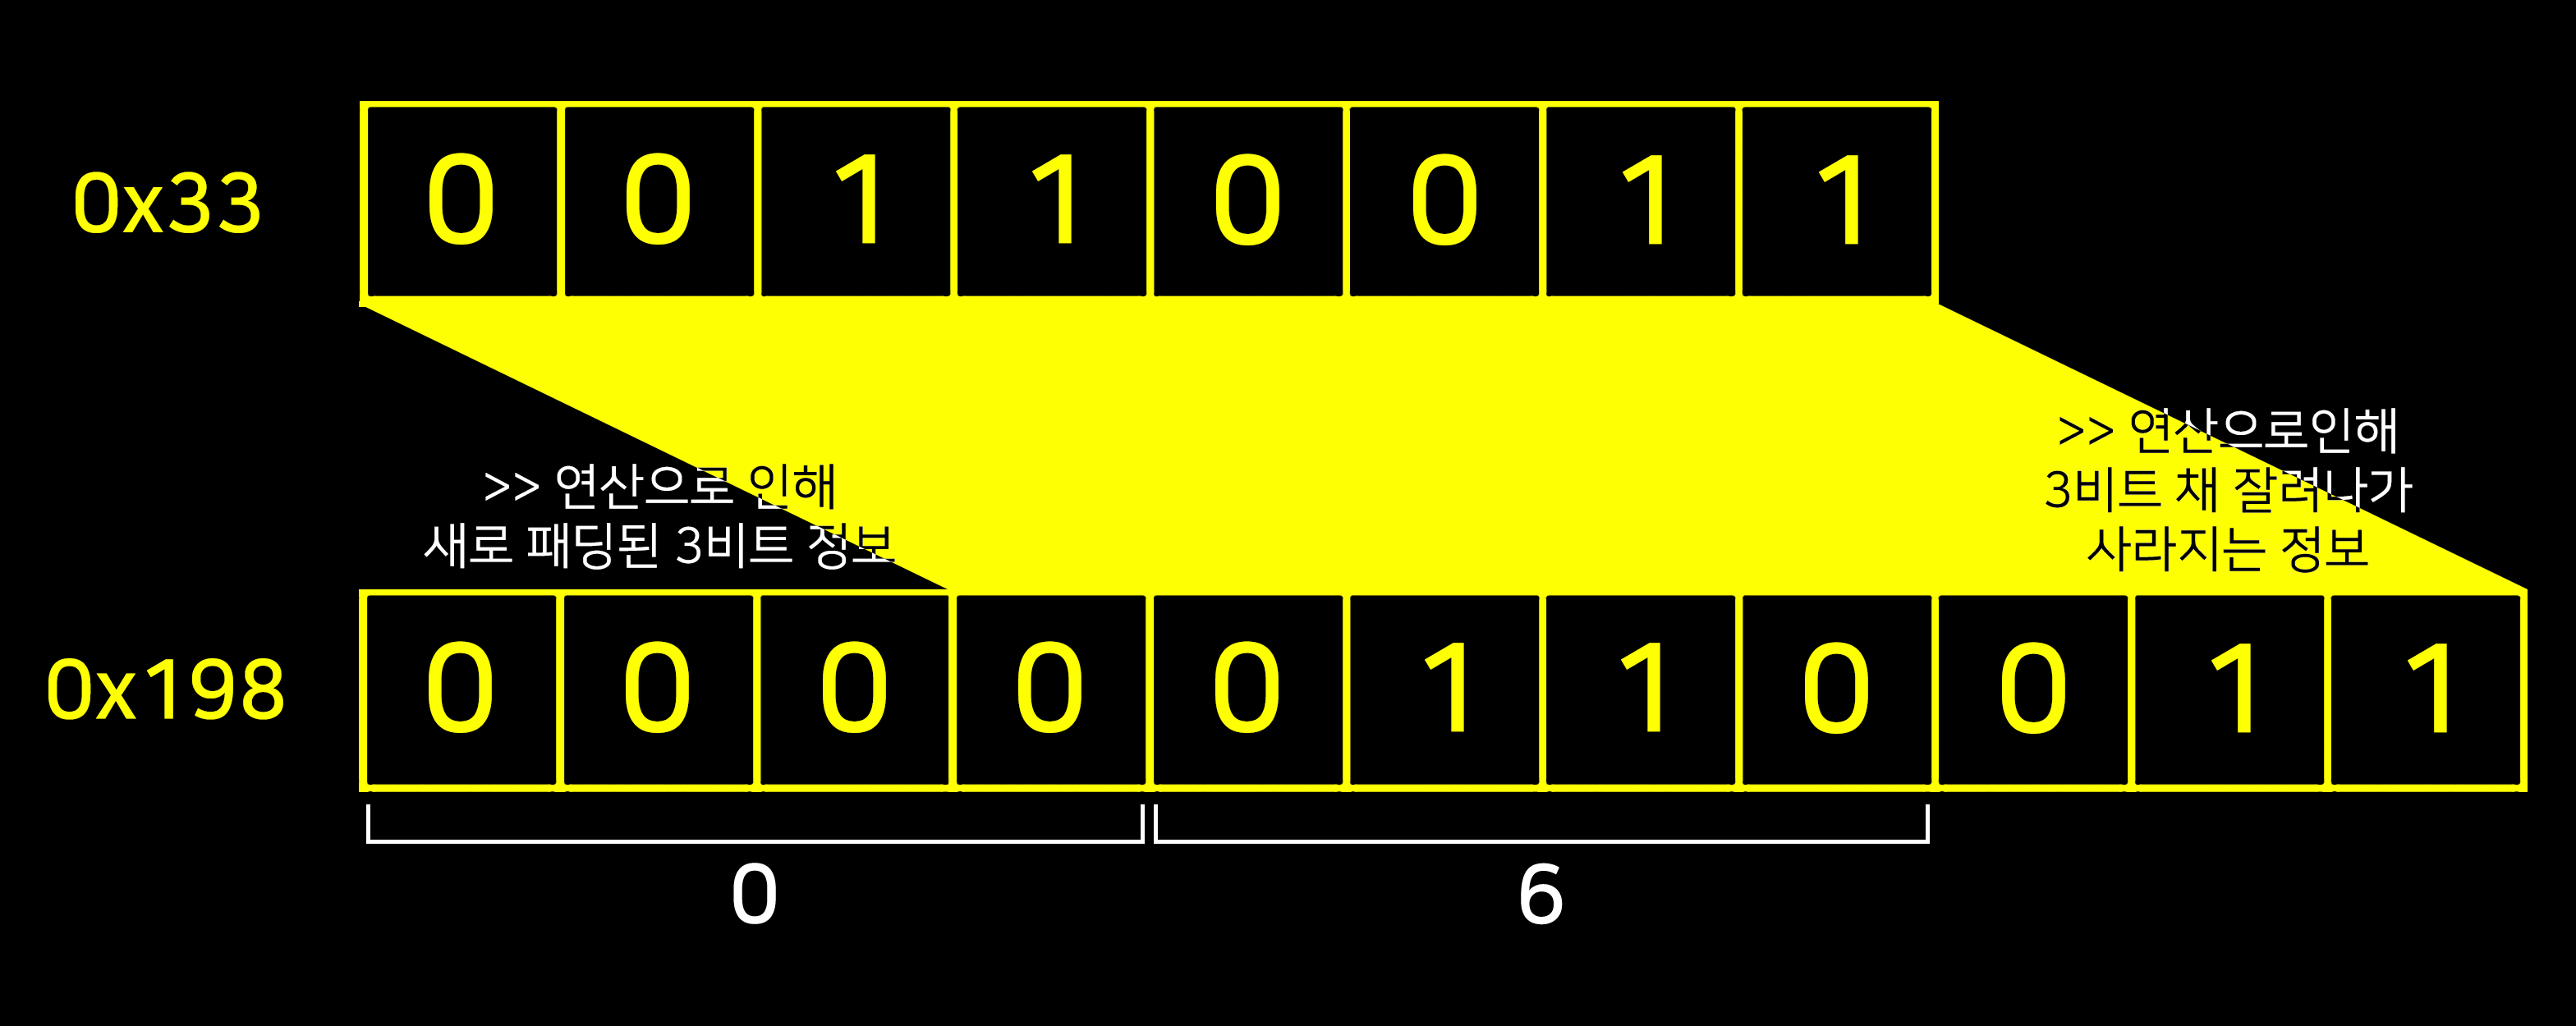 0x33
0 0 1 1 0 0 1 1
>> 연산으로인해
3비트 채 잘려나가
사라지는 정보
>> 연산으로 인해
새로 패딩된 3비트 정보
0x198
0 0 0 0 0 1 1 0 0 1 1
0 6